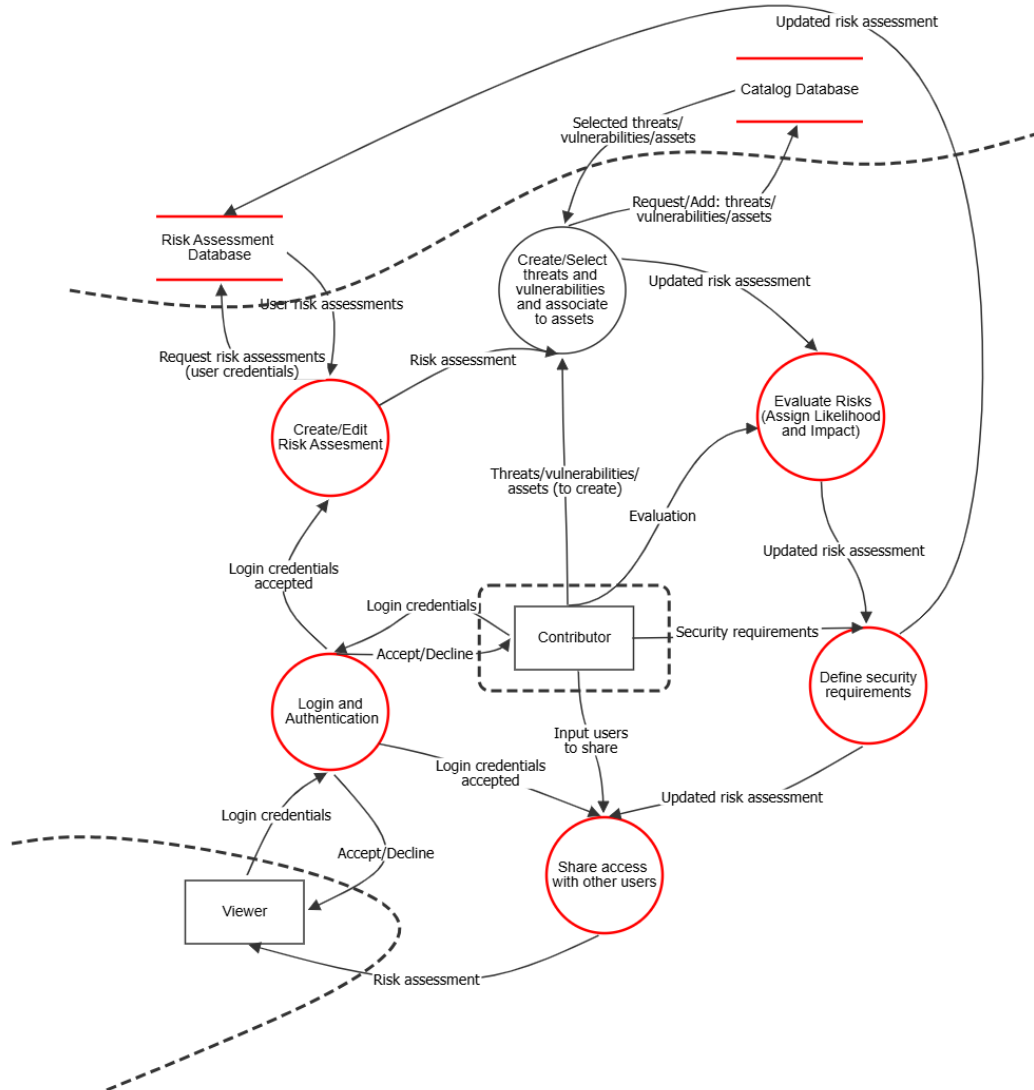 Updated risk assessment
Catalog Database
Selected threats/
vulnerabilities/assets
Request/Add: threats/
vulnerabilities/assets
Risk Assessment
Database
Create/Select
threats and
vulnerabilities
and associate
to assets
Updated risk assessment
User risk assessments
Request risk assessments
(user credentials)
Risk assessment
Create/Edit
Risk Assesment
Evaluate Risks
(Assign Likelihood
and Impact)
Threats/vulnerabilities/
assets (to create)
Evaluation
Updated risk assessment
Login credentials
accepted
Login credentials
Contributor
Security requirements
Accept/Decline
Define security
requirements
Login and
Authentication
Input users
to share
Login credentials
accepted
Updated risk assessment
Login credentials
Accept/Decline
Share access
with other users
Viewer
Risk assessment